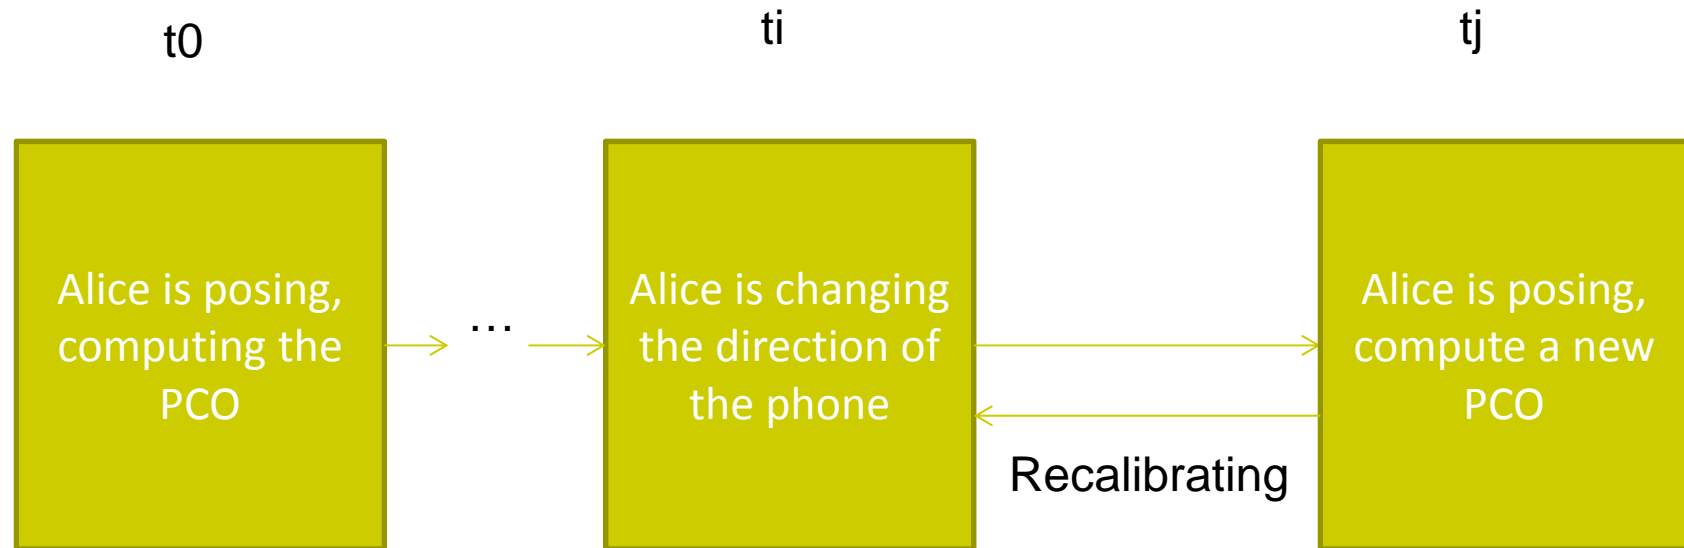 t0
ti
tj
Alice is posing,
computing the
PCO
...
Alice is changing
the direction of
the phone
Alice is posing,
compute a new
PCO
Recalibrating